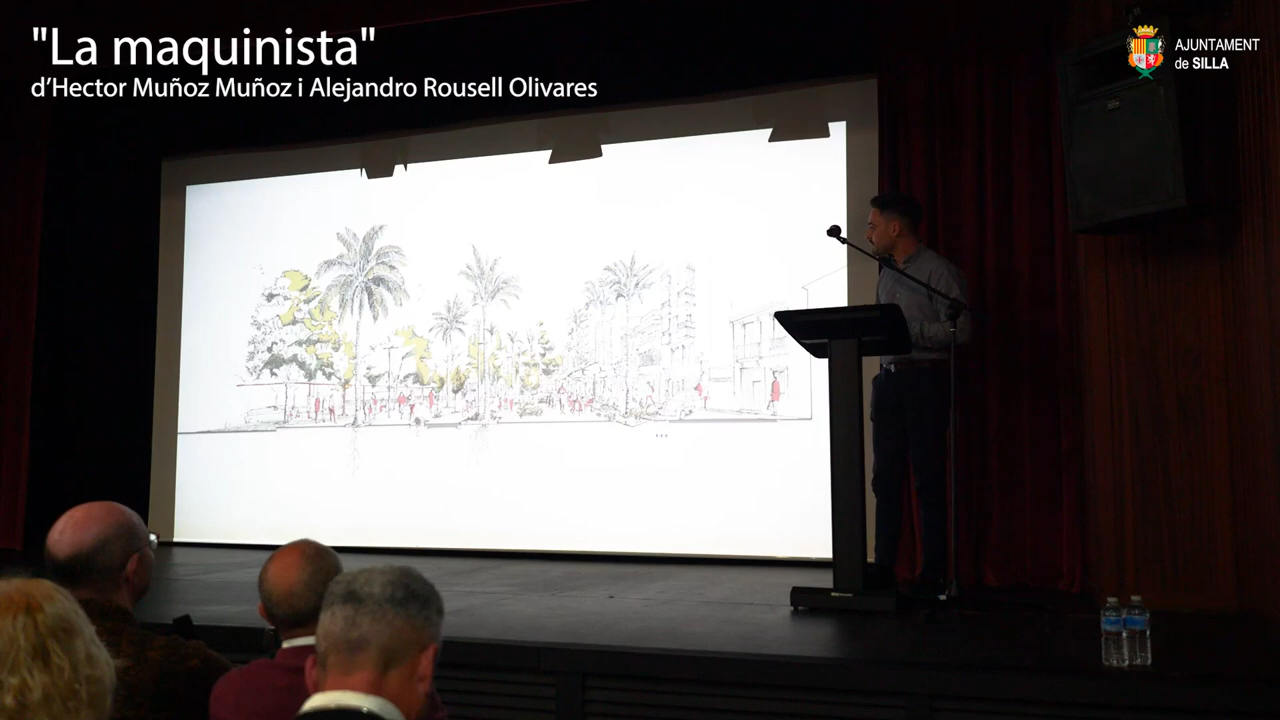 "La maquinista"
d’Hector Muñoz Muñoz i Alejandro Rousell Olivares
AJUNTAMENT
de SILLA